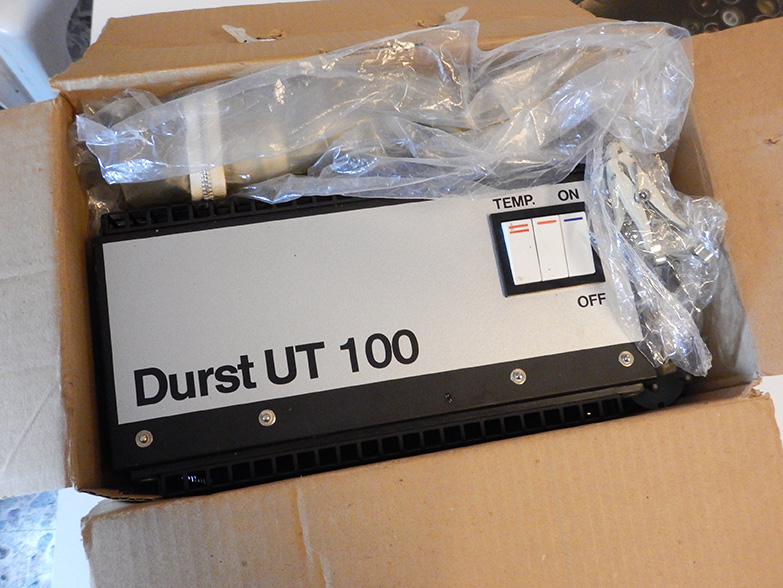 TEMP. ON
OFF
Durst UT 100